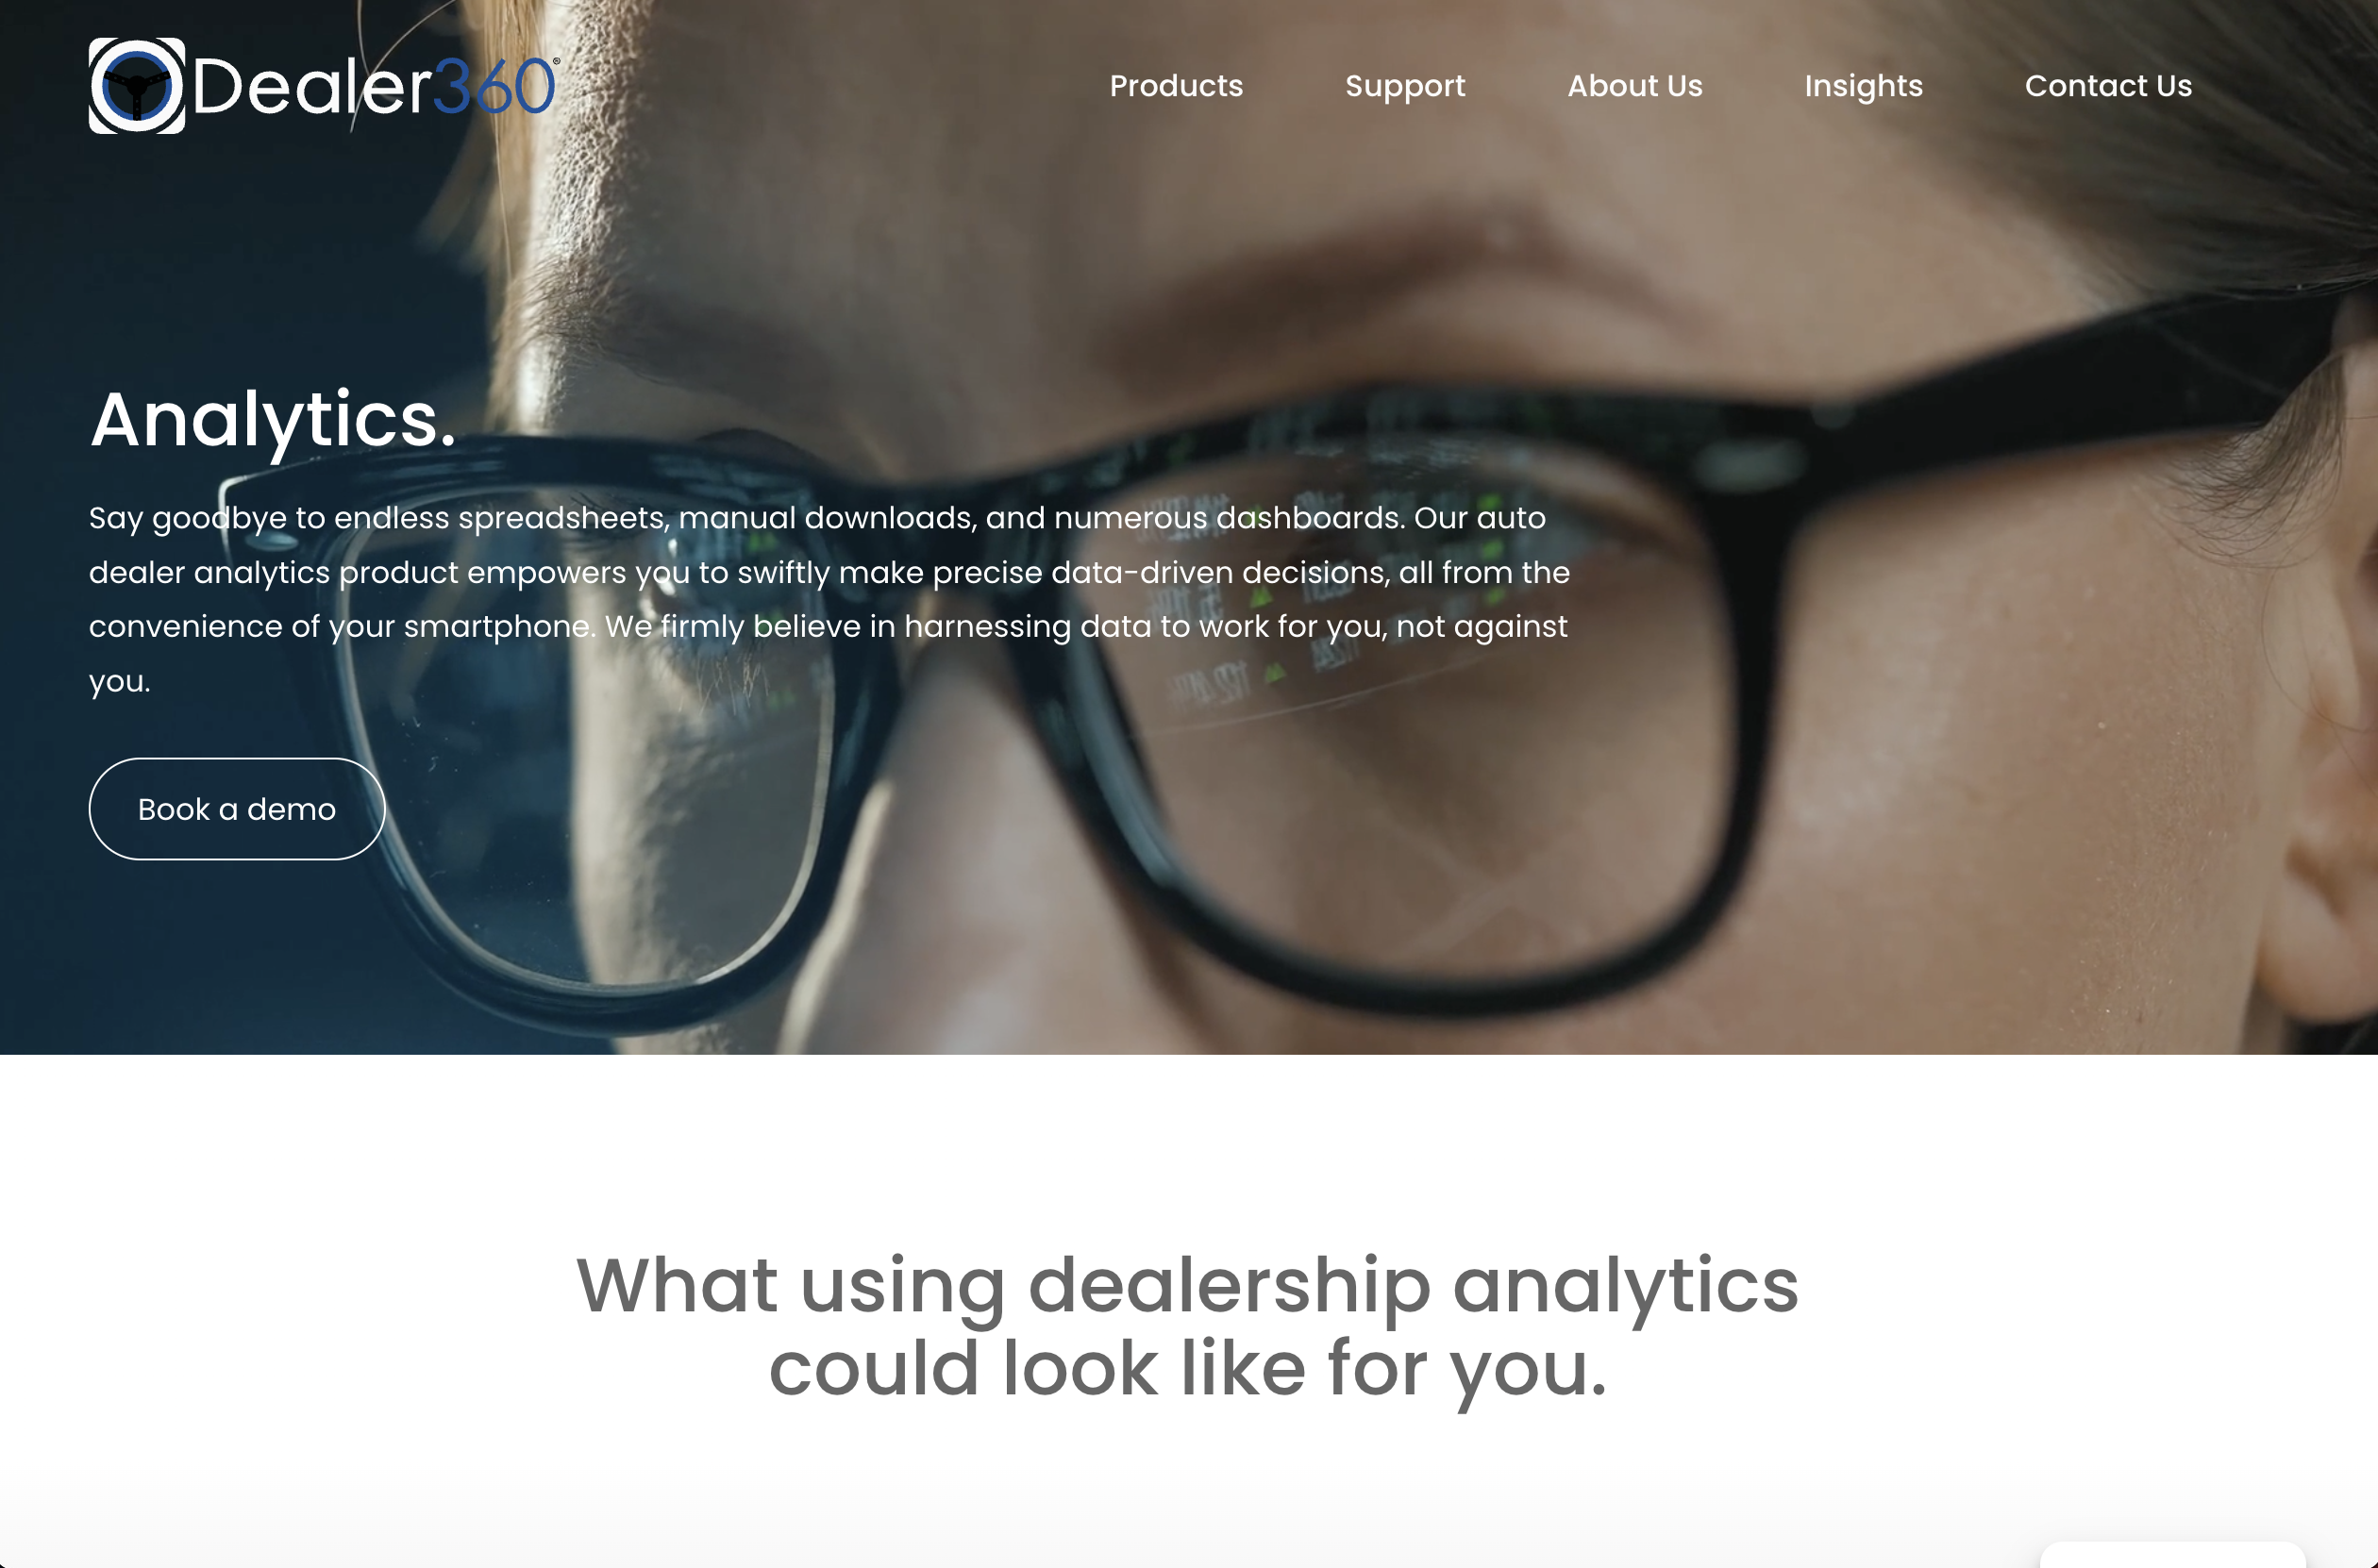 Dealer360®
Products
Support
About Us
Insights
Contact Us
Analytics.
Say goodbye to endless spreadsheets, manual downloads, and numerous dashboards. Our auto
dealer analytics product empowers you to swiftly make precise data-driven decisions, all from the
convenience of your smartphone. We firmly believe in harnessing data to work for you, not against
you.
Book a demo
What using dealership analytics
could look like for you.